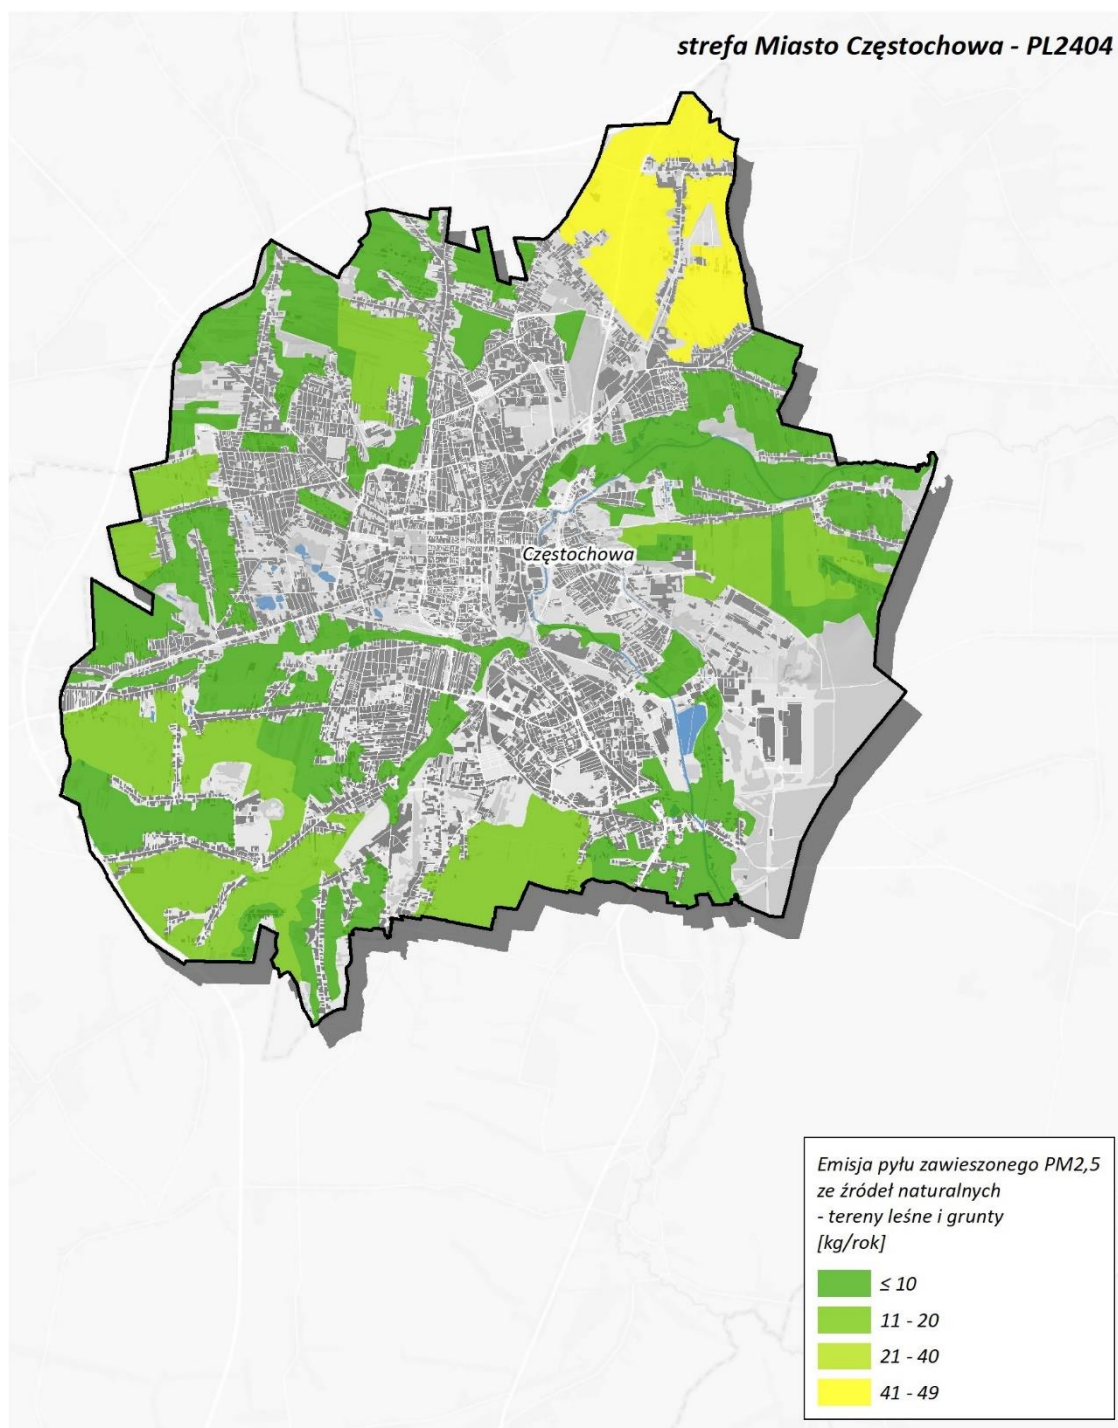 strefa Miasto Częstochowa - PL2404
Częstochowa
Emisja pyłu zawieszonego PM2,5
ze źródeł naturalnych
- tereny leśne i grunty
[kg/rok]
≤ 10
11 - 20
21 - 40
41 - 49